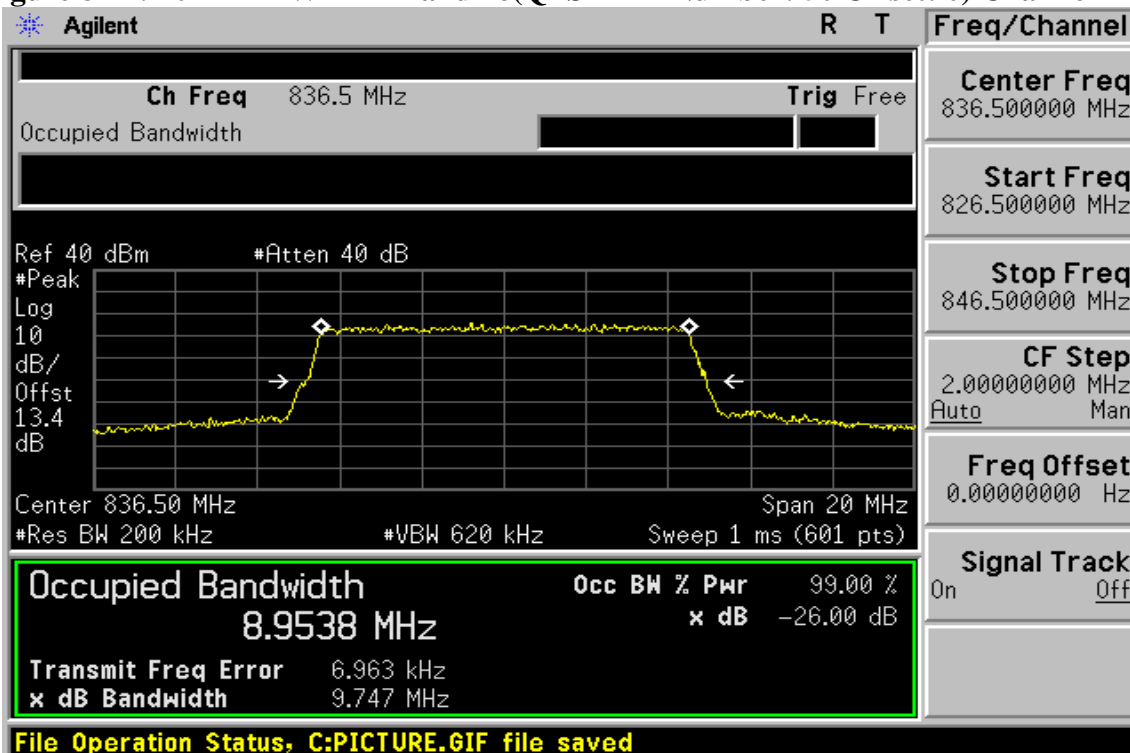 Agilent
R T
Freq/Channel
Ch Freq 836.5 MHz
Trig Free
Occupied Bandwidth
Center Freq
836.500000 MHz
Start Freq
826.500000 MHz
Stop Freq
846.500000 MHz
CF Step
2.00000000 MHz
Auto Man
Freq Offset
0.00000000 Hz
Signal Track
On Off
Ref 40 dBm #Atten 40 dB
#Peak
Log
10
dB/
Offst
13.4
dB
Center 836.50 MHz Span 20 MHz
#Res BW 200 kHz #VBW 620 kHz Sweep 1 ms (601 pts)
Occupied Bandwidth
8.9538 MHz
Occ BW % Pwr 99.00 %
x dB -26.00 dB
Transmit Freq Error 6.963 kHz
x dB Bandwidth 9.747 MHz
File Operation Status, C:PICTURE.GIF file saved